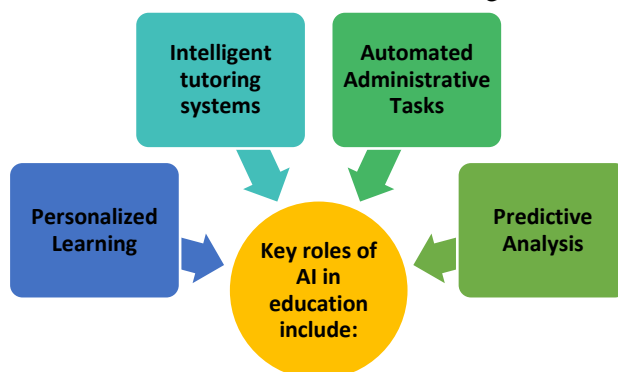 Intelligent
tutoring
systems
Automated
Administrative
Tasks
Personalized
Learning
Predictive
Analysis
Key roles of
AI in
education
include: